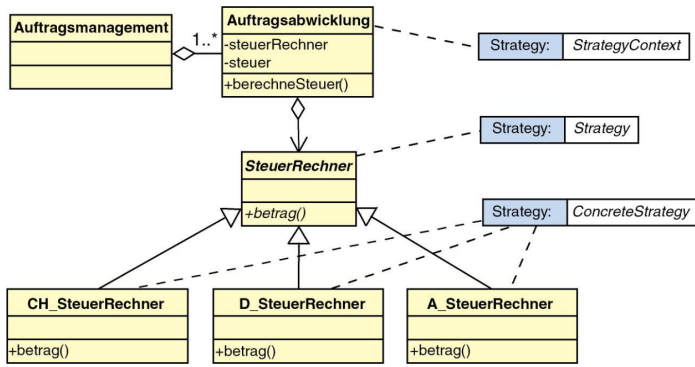 Auftragsmanagement
1..*
Auftragsabwicklung
-steuerRechner
-steuer
+berechneSteuer()
Strategy: StrategyContext
SteuerRechner
+betrag()
Strategy: Strategy
Strategy: ConcreteStrategy
CH_SteuerRechner
+betrag()
D_SteuerRechner
+betrag()
A_SteuerRechner
+betrag()